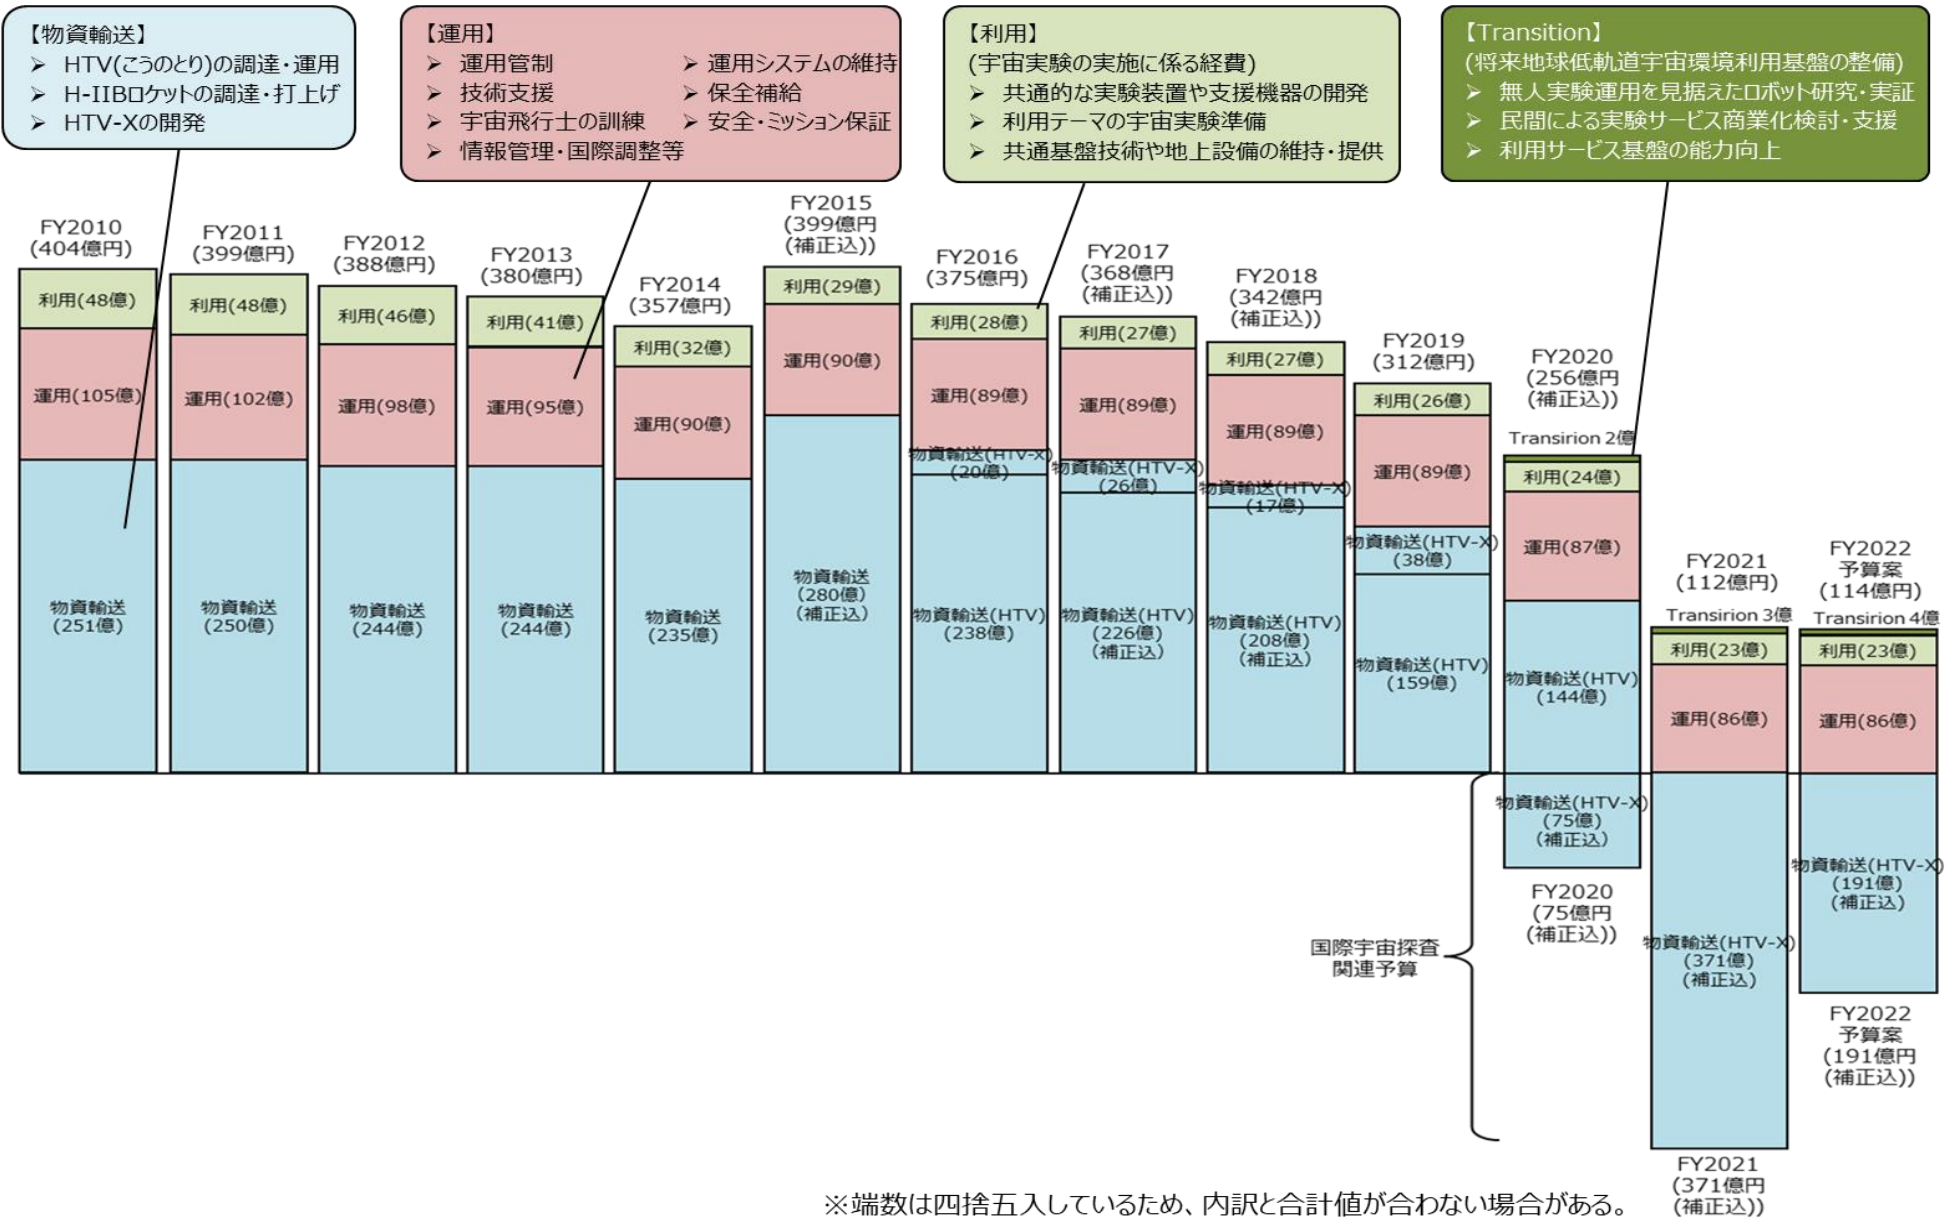 【物資輸送】
➢ HTV(こうのとり)の調達・運用
➢ H-IIBロケットの調達・打上げ
➢ HTV-Xの開発
【運用】
➢ 運用管制
➢ 技術支援
➢ 宇宙飛行士の訓練
➢ 情報管理・国際調整等
➢ 運用システムの維持
➢ 保全補給
➢ 安全・ミッション保証
【利用】
(宇宙実験の実施に係る経費)
➢ 共通的な実験装置や支援機器の開発
➢ 利用テーマの宇宙実験準備
➢ 共通基盤技術や地上設備の維持・提供
【Transition】
(将来地球低軌道宇宙環境利用基盤の整備)
➢ 無人実験運用を見据えたロボット研究・実証
➢ 民間による実験サービス商業化検討・支援
➢ 利用サービス基盤の能力向上
FY2010
(404億円)
利用(48億)
運用(105億)
物資輸送
(251億)
FY2011
(399億円)
利用(48億)
運用(102億)
物資輸送
(250億)
FY2012
(388億円)
利用(46億)
運用(98億)
物資輸送
(244億)
FY2013
(380億円)
利用(41億)
運用(95億)
物資輸送
(244億)
FY2014
(357億円)
利用(32億)
運用(90億)
物資輸送
(235億)
FY2015
(399億円
(補正込))
利用(29億)
運用(90億)
物資輸送
(280億)
(補正込)
FY2016
(375億円)
利用(28億)
運用(89億)
物資輸送(HTV-X)
(20億)
物資輸送(HTV)
(238億)
FY2017
(368億円
(補正込))
利用(27億)
運用(89億)
物資輸送(HTV-X)
(26億)
物資輸送(HTV)
(226億)
(補正込)
FY2018
(342億円
(補正込))
利用(27億)
運用(89億)
物資輸送(HTV-X)
(17億)
物資輸送(HTV)
(208億)
(補正込)
FY2019
(312億円)
利用(26億)
運用(89億)
物資輸送(HTV-X)
(38億)
物資輸送(HTV)
(159億)
FY2020
(256億円
(補正込))
Transirion 2億
利用(24億)
運用(87億)
物資輸送(HTV)
(144億)
物資輸送(HTV-X)
(75億)
(補正込)
FY2020
(75億円
(補正込))
FY2021
(112億円)
Transirion 3億
利用(23億)
運用(86億)
物資輸送(HTV-X)
(371億)
(補正込)
FY2021
(371億円
(補正込))
FY2022
予算案
(114億円)
Transirion 4億
利用(23億)
運用(86億)
物資輸送(HTV-X)
(191億)
(補正込)
FY2022
予算案
(191億円
(補正込))
国際宇宙探査
関連予算
※端数は四捨五入しているため、内訳と合計値が合わない場合がある。